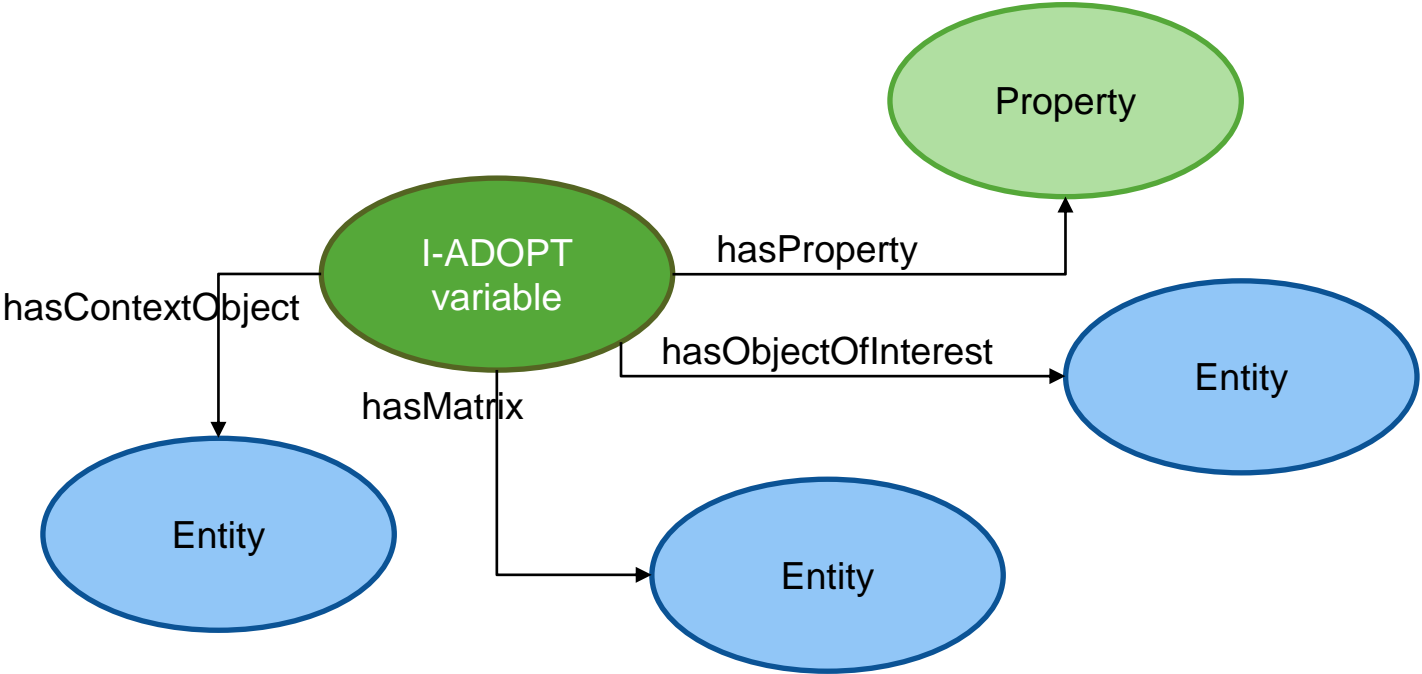 Property
I-ADOPT
variable
hasProperty
hasContextObject
hasObjectOfInterest
Entity
hasMatrix
Entity
Entity